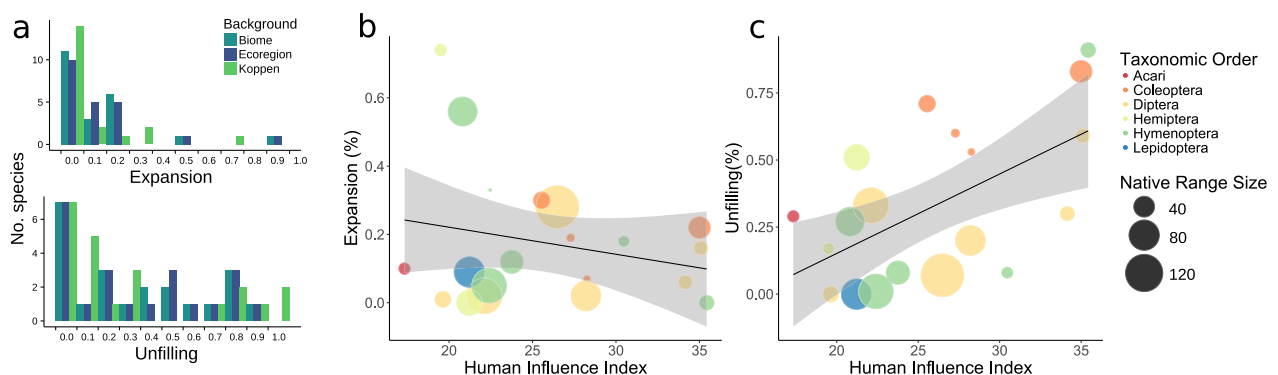 a
Background
Biome
Ecoregion
Koppen
10
5
0
0.0 0.1 0.2 0.3 0.4 0.5 0.6 0.7 0.8 0.9 1.0
Expansion
No. species
6
4
2
0
0.0 0.1 0.2 0.3 0.4 0.5 0.6 0.7 0.8 0.9 1.0
Unfilling
b
Expansion (%)
0.6
0.4
0.2
0.0
20 25 30 35
Human Influence Index
c
Unfilling(%)
0.75
0.50
0.25
0.00
20 25 30 35
Human Influence Index
Taxonomic Order
Acari
Coleoptera
Diptera
Hemiptera
Hymenoptera
Lepidoptera
Native Range Size
40
80
120